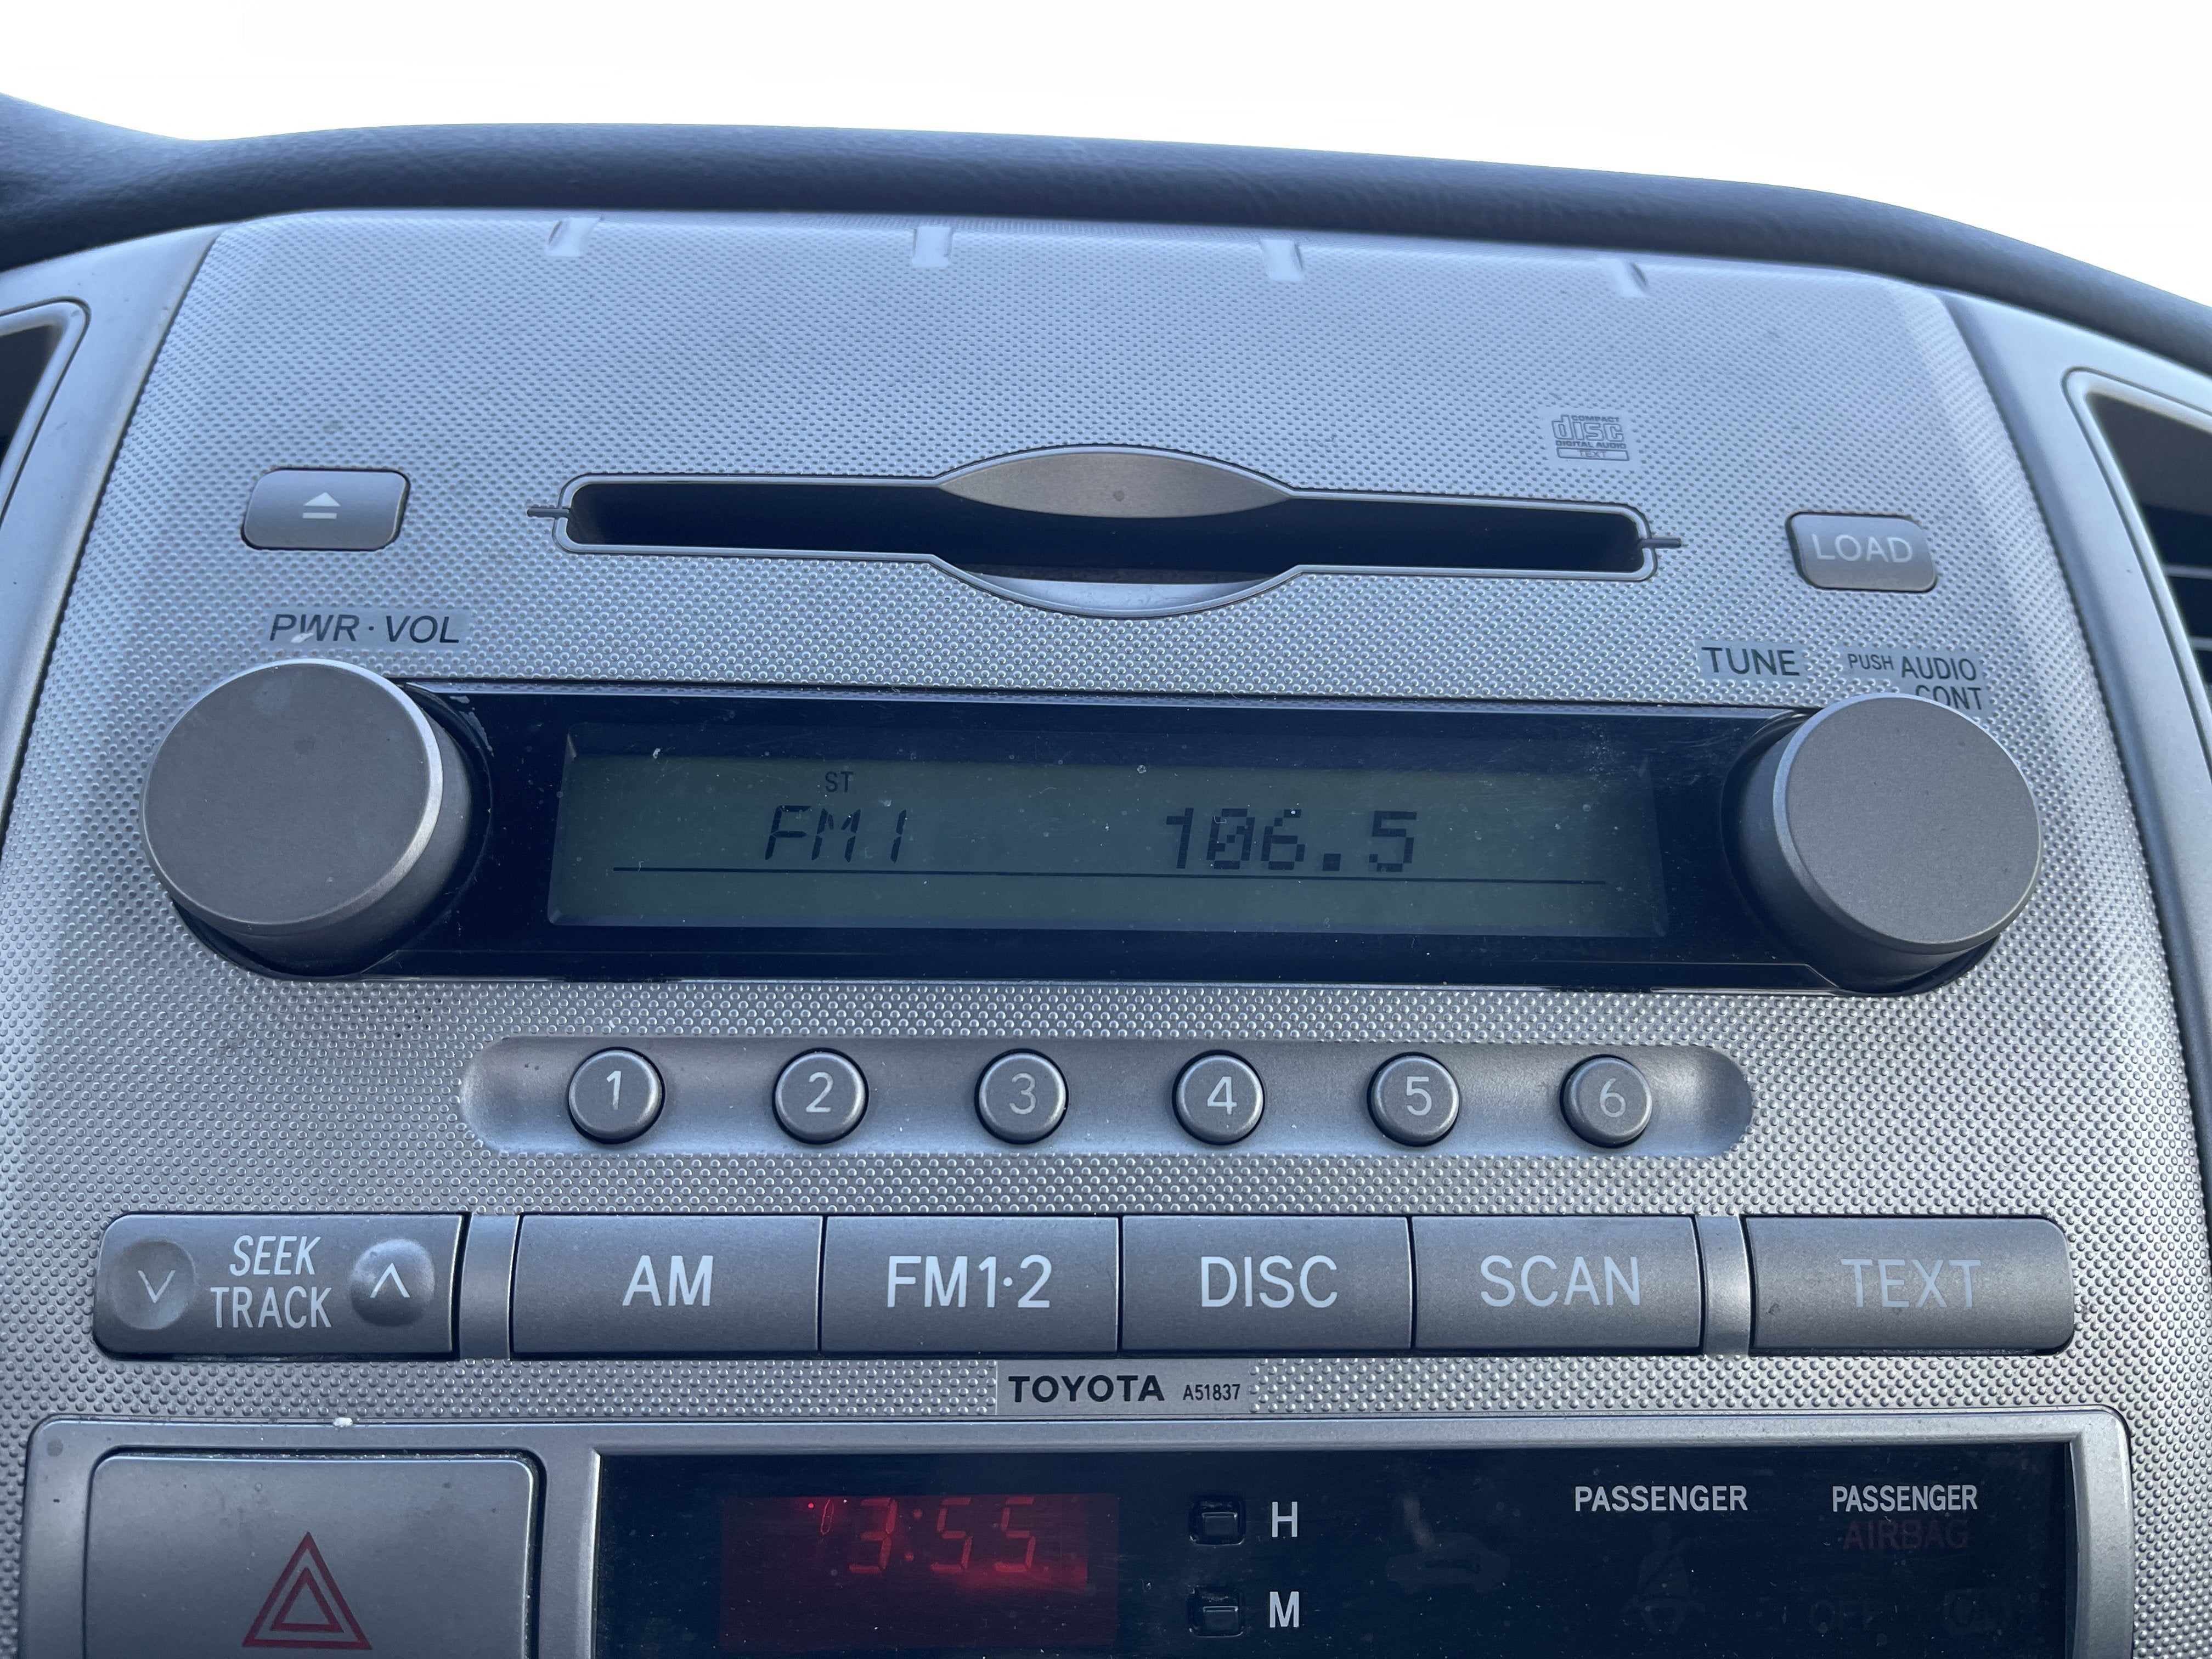 COMPACT
disc
DIGITAL AUDIO
TEXT
LOAD
PWR·VOL
TUNE PUSH AUDIO
CONT
ST
FM1 106.5
1 2 3 4 5 6
SEEK
TRACK
AM FM1·2 DISC SCAN TEXT
TOYOTA A51837
3:55
H
PASSENGER PASSENGER
AIRBAG
M
OFF